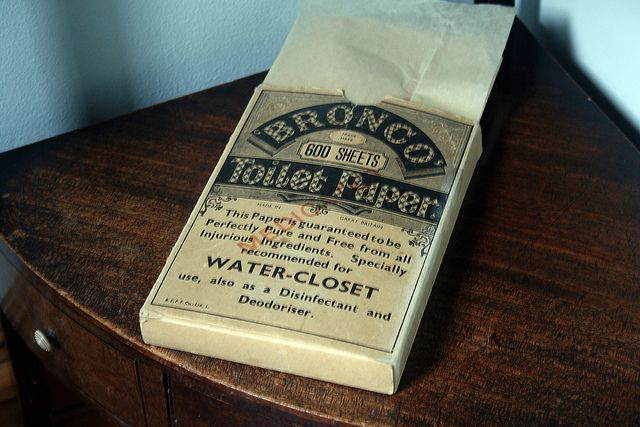 'BRONCO'
TRADE MARK
600 SHEETS
Toilet Paper
MADE IN GREAT BRITAIN
MEDIC
This Paper is guaranteed to be
Perfectly Pure and Free from all
Injurious Ingredients. Specially
recommended for
WATER-CLOSET
use, also as a Disinfectant and
Deodoriser.